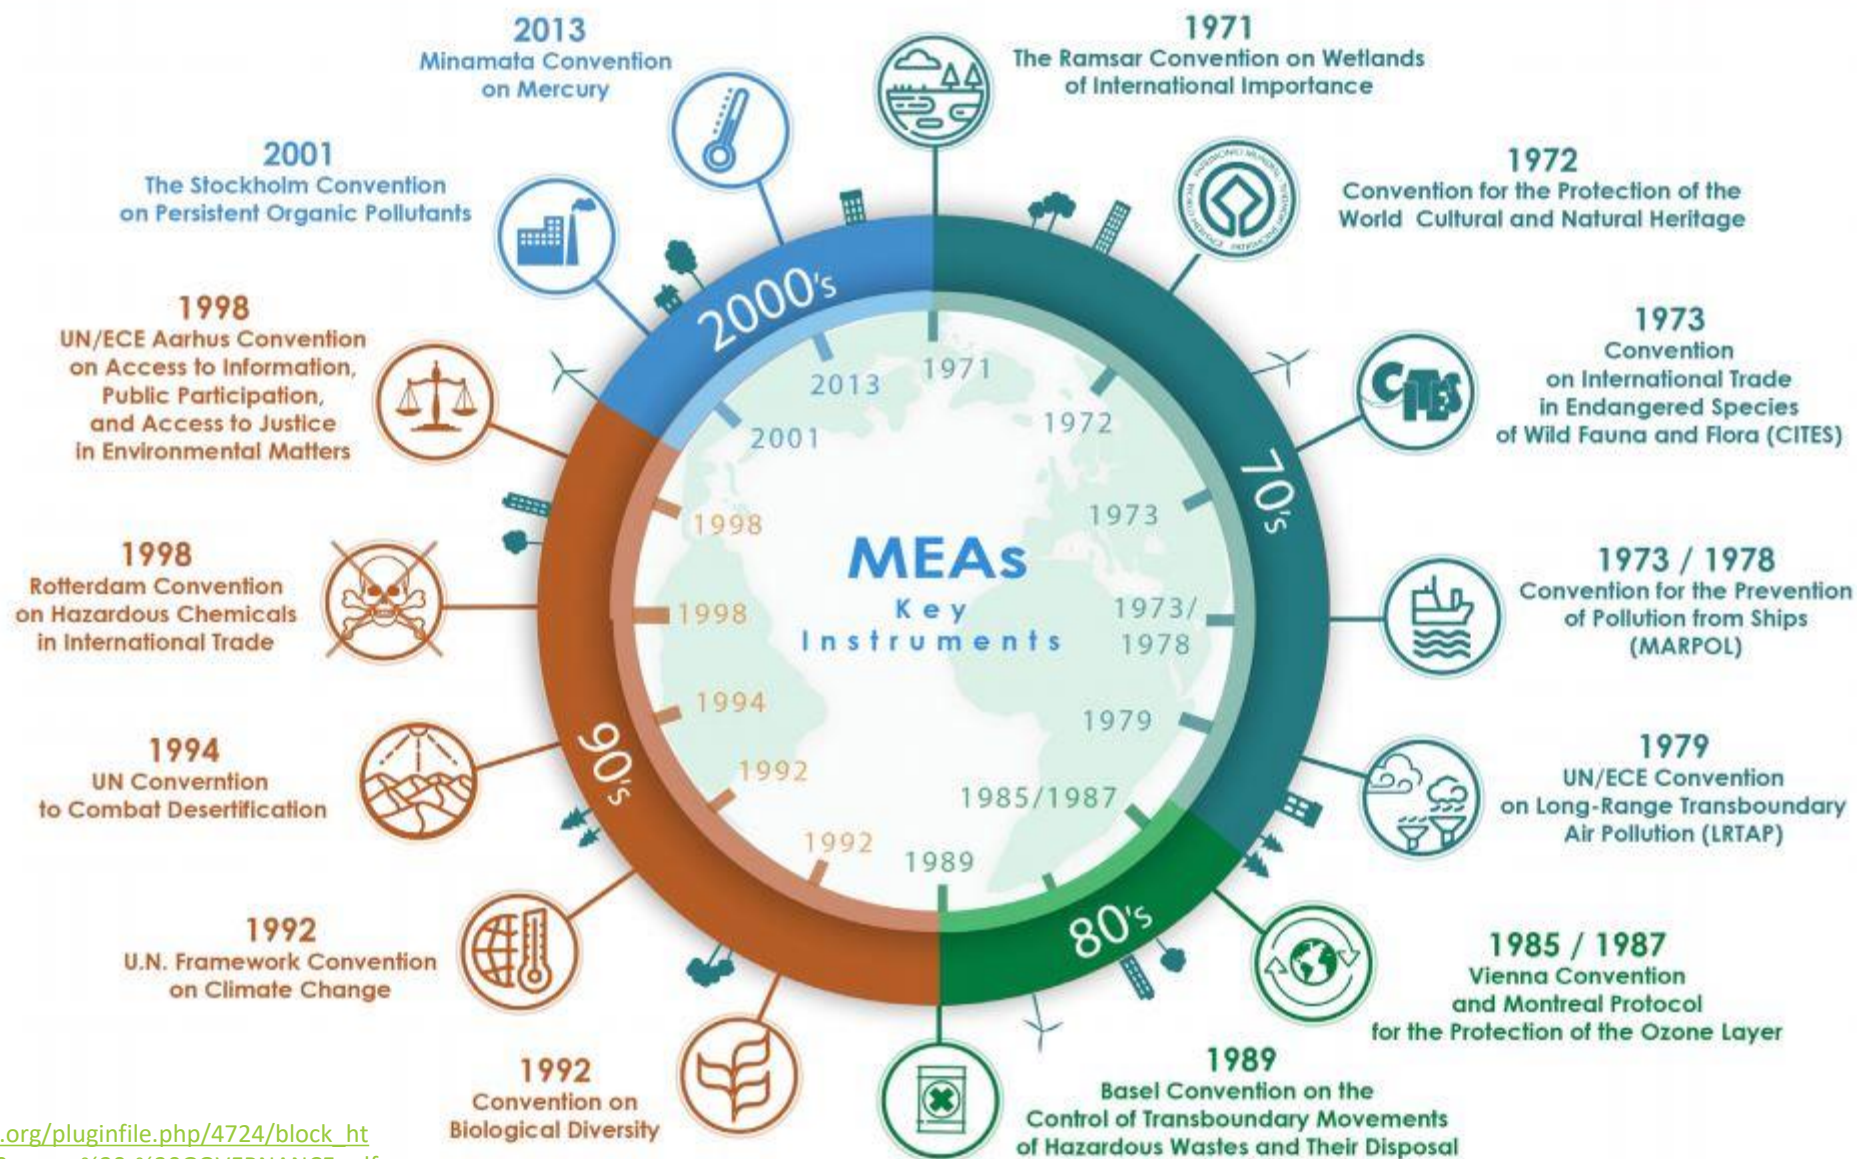 2013
Minamata Convention
on Mercury
1971
The Ramsar Convention on Wetlands
of International Importance
2001
The Stockholm Convention
on Persistent Organic Pollutants
1972
Convention for the Protection of the
World Cultural and Natural Heritage
1998
UN/ECE Aarhus Convention
on Access to Information,
Public Participation,
and Access to Justice
in Environmental Matters
CITES
1973
Convention
on International Trade
in Endangered Species
of Wild Fauna and Flora (CITES)
1998
Rotterdam Convention
on Hazardous Chemicals
in International Trade
1973 / 1978
Convention for the Prevention
of Pollution from Ships
(MARPOL)
1994
UN Converntion
to Combat Desertification
1979
UN/ECE Convention
on Long-Range Transboundary
Air Pollution (LRTAP)
1992
U.N. Framework Convention
on Climate Change
1985 / 1987
Vienna Convention
and Montreal Protocol
for the Protection of the Ozone Layer
1992
Convention on
Biological Diversity
1989
Basel Convention on the
Control of Transboundary Movements
of Hazardous Wastes and Their Disposal
2000's
70's
80's
90's
1971
1972
1973
1973/
1978
1979
1985/1987
1989
1992
1992
1994
1998
1998
2001
2013
MEAs
Key
Instruments
.org/pluginfile.php/4724/block_ht